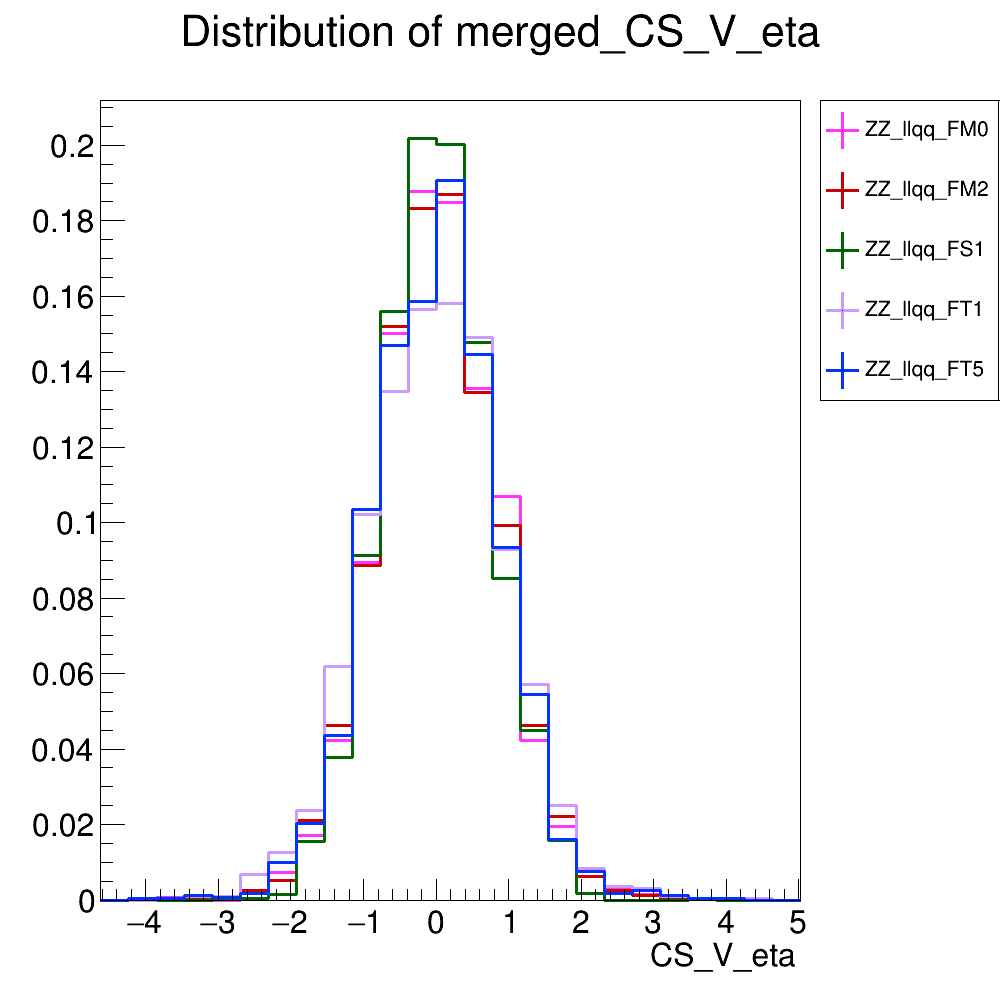 Distribution of merged_CS_V_eta
ZZ_llqq_FM0
ZZ_llqq_FM2
ZZ_llqq_FS1
ZZ_llqq_FT1
ZZ_llqq_FT5
0.2
0.18
0.16
0.14
0.12
0.1
0.08
0.06
0.04
0.02
0
−4 −3 −2 −1 0 1 2 3 4 5
CS_V_eta